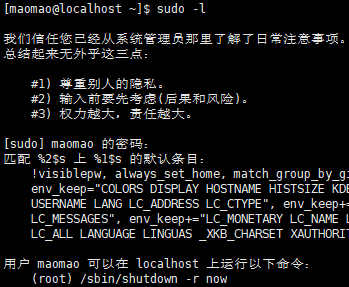 [maomao@localhost ~]$ sudo -l
我们信任您已经从系统管理员那里了解了日常注意事项。
总结起来无外乎这三点：
#1) 尊重别人的隐私。
#2) 输入前要先考虑(后果和风险)。
#3) 权力越大，责任越大。
[sudo] maomao 的密码：
匹配 %2$s 上 %1$s 的默认条目：
!visiblepw, always_set_home, match_group_by_gi
env_keep="COLORS DISPLAY HOSTNAME HISTSIZE KDE
USERNAME LANG LC_ADDRESS LC_CTYPE", env_keep+=
LC_MESSAGES", env_keep+="LC_MONETARY LC_NAME L
LC_ALL LANGUAGE LINGUAS _XKB_CHARSET XAUTHORIT
用户 maomao 可以在 localhost 上运行以下命令：
(root) /sbin/shutdown -r now